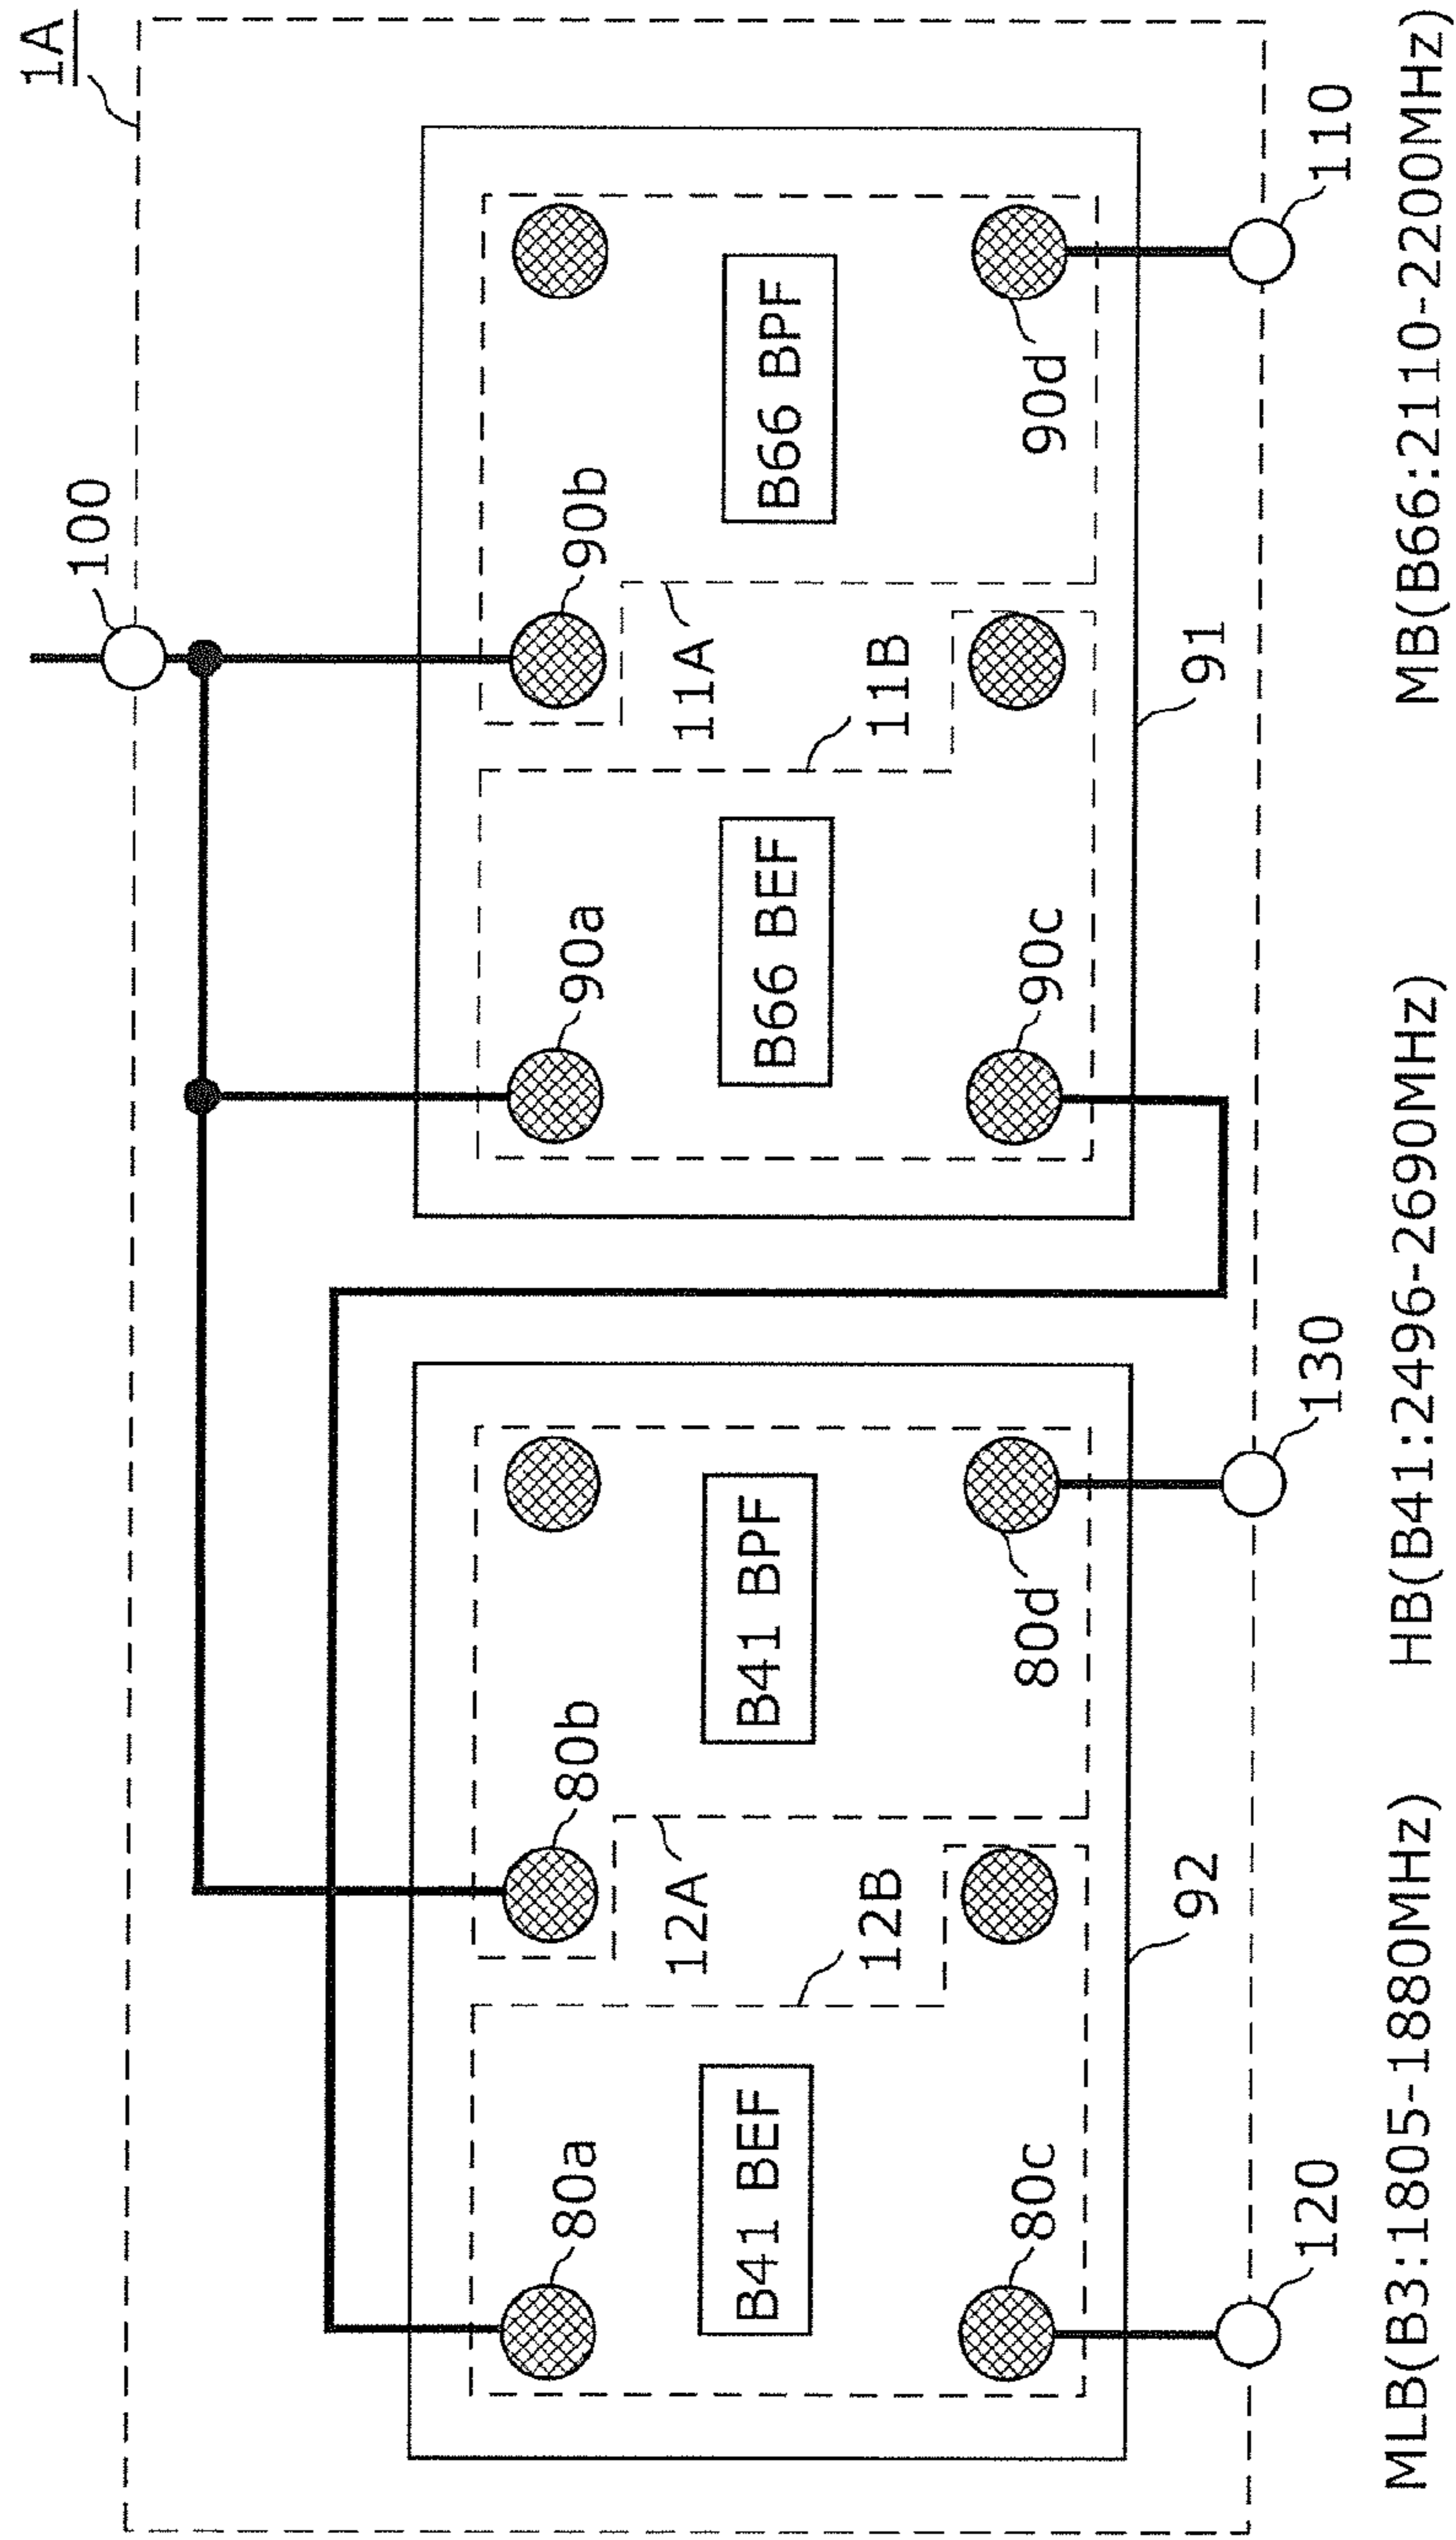 1A
100
90a
90b
B66 BEF
B66 BPF
11A
11B
90c
90d
91
110
80a
80b
B41 BEF
B41 BPF
12A
12B
80c
80d
92
120
130
MLB(B3:1805-1880MHz)
HB(B41:2496-2690MHz)
MB(B66:2110-2200MHz)